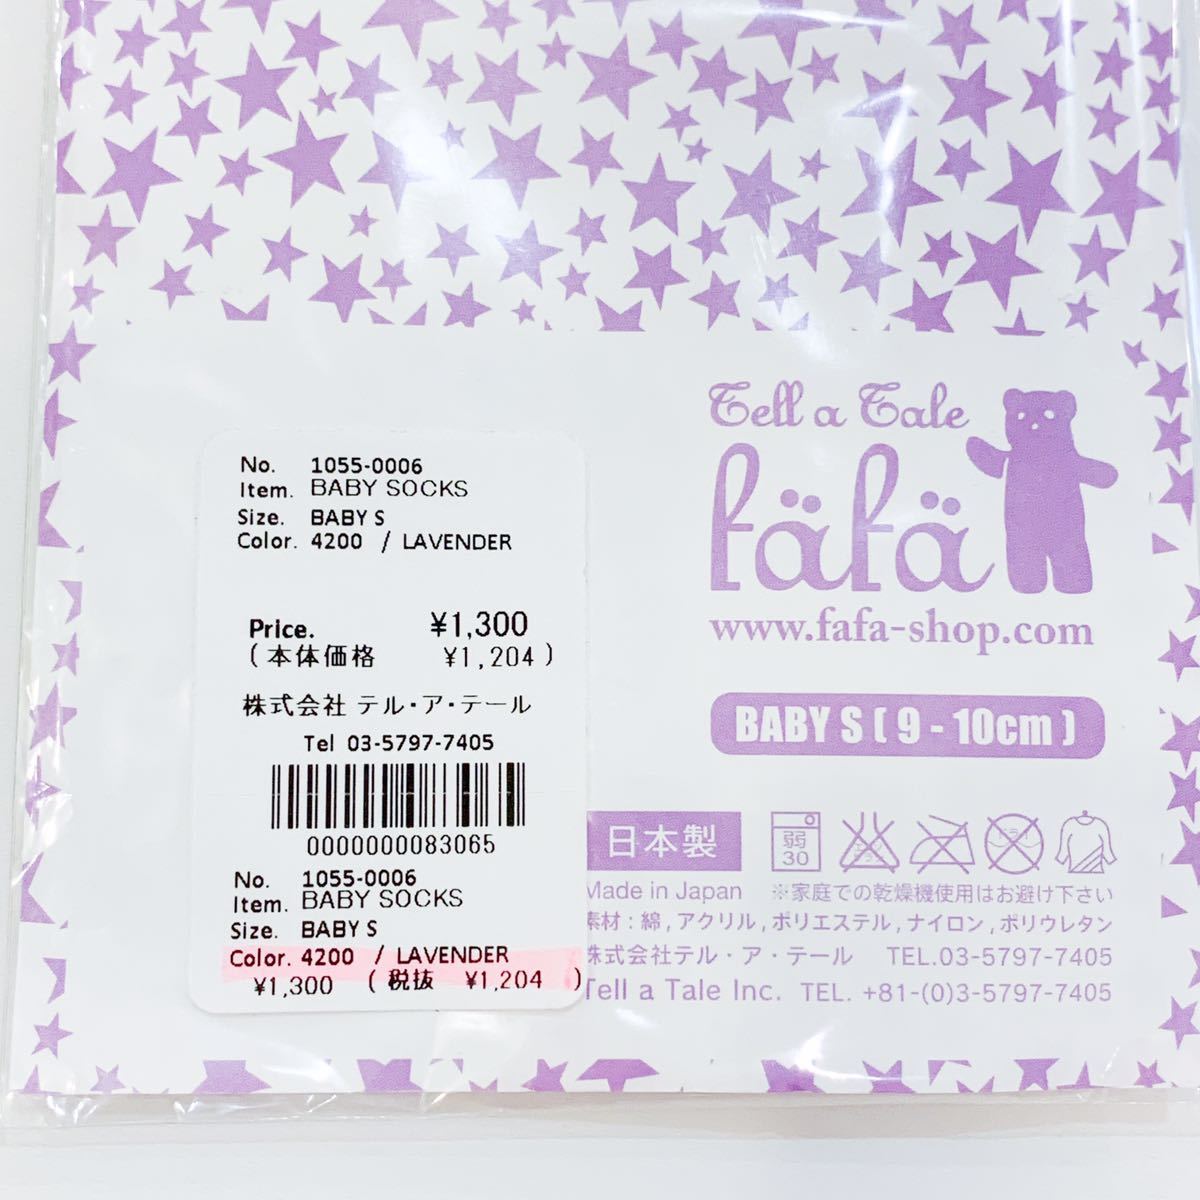 No. 1055-0006
Item. BABY SOCKS
Size. BABY S
Color. 4200 / LAVENDER
Price. ¥1,300
(本体価格 ¥1,204)
株式会社 テル・ア・テール
Tel 03-5797-7405
0000000083065
No. 1055-0006
Item. BABY SOCKS
Size. BABY S
Color. 4200 / LAVENDER
¥1,300 (税抜 ¥1,204)
Tell a Tale
fäfä
www.fafa-shop.com
BABY S [ 9 - 10cm ]
日本製
弱
30
ドライ
Made in Japan
※家庭での乾燥機使用はお避け下さい
素材:綿,アクリル,ポリエステル,ナイロン,ポリウレタン
株式会社テル・ア・テール TEL.03-5797-7405
Tell a Tale Inc. TEL. +81-(0)3-5797-7405